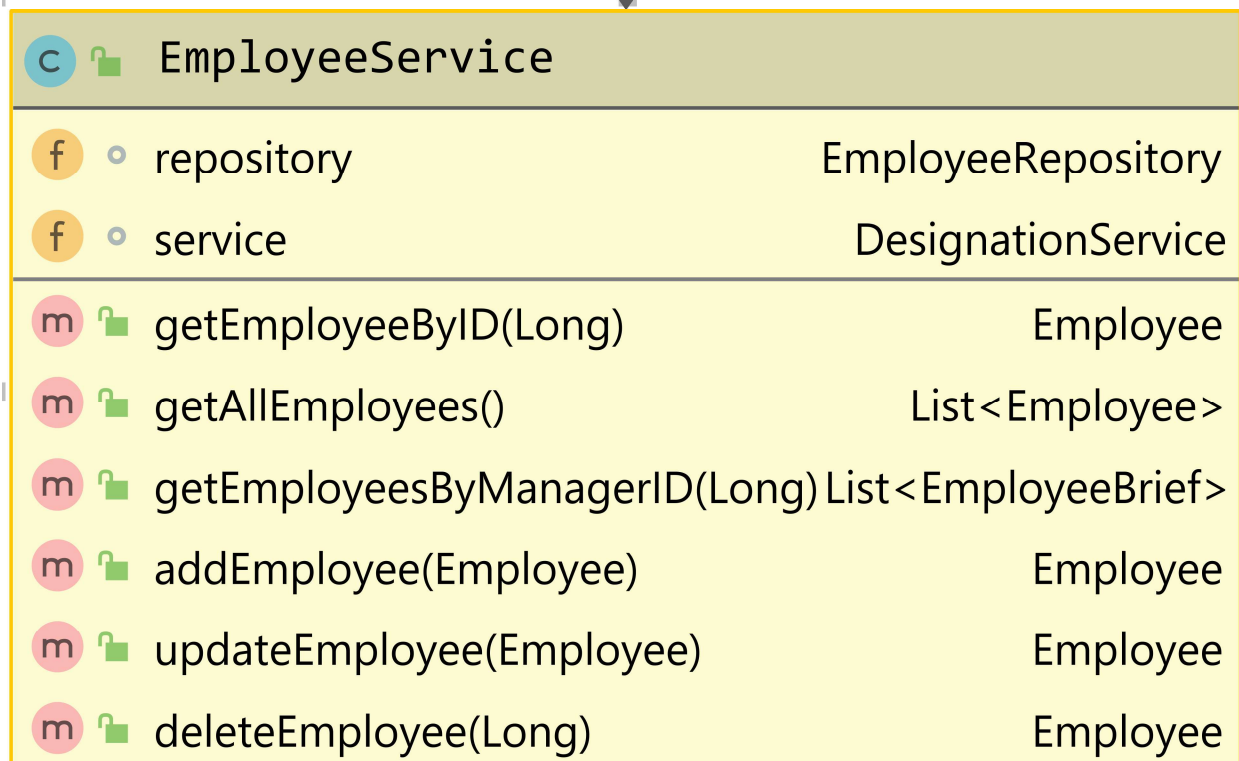 C EmployeeService
f repository EmployeeRepository
f service DesignationService
m getEmployeeByID(Long) Employee
m getAllEmployees() List<Employee>
m getEmployeesByManagerID(Long) List<EmployeeBrief>
m addEmployee(Employee) Employee
m updateEmployee(Employee) Employee
m deleteEmployee(Long) Employee